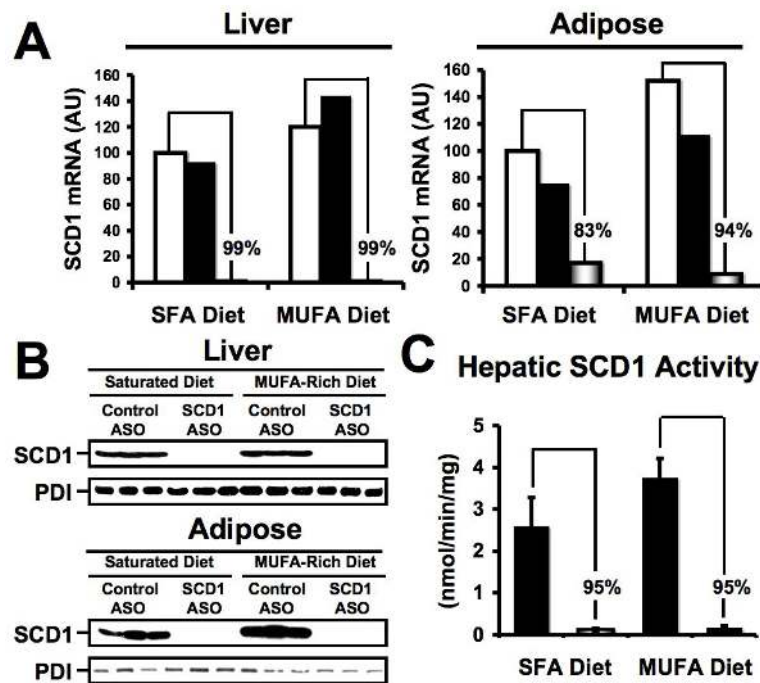 A
Liver
SCD1 mRNA (AU)
160
140
120
100
80
60
40
20
0
99%
99%
SFA Diet
MUFA Diet
Adipose
SCD1 mRNA (AU)
160
140
120
100
80
60
40
20
0
83%
94%
SFA Diet
MUFA Diet
B
Liver
Saturated Diet
MUFA-Rich Diet
Control ASO
SCD1 ASO
Control ASO
SCD1 ASO
SCD1
PDI
Adipose
Saturated Diet
MUFA-Rich Diet
Control ASO
SCD1 ASO
Control ASO
SCD1 ASO
SCD1
PDI
C
Hepatic SCD1 Activity
(nmol/min/mg)
5
4
3
2
1
0
95%
95%
SFA Diet
MUFA Diet